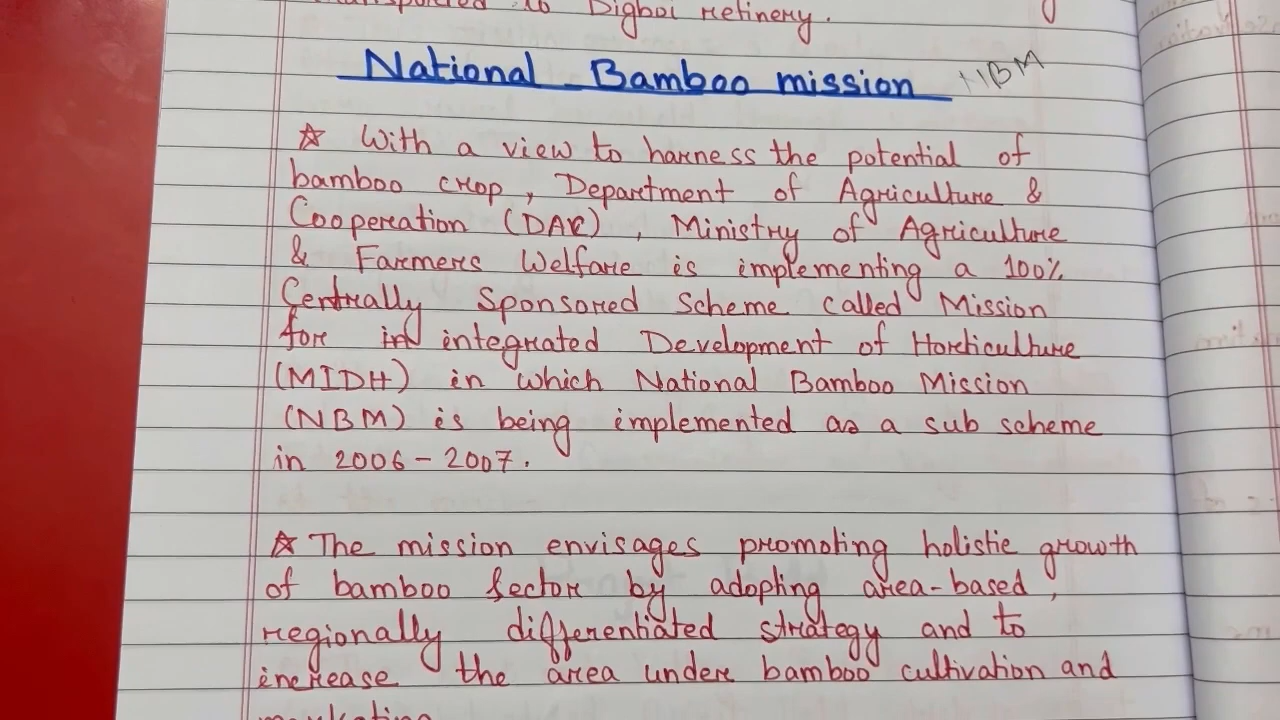 to Digboi refinery.
National Bamboo mission NBM
☆ With a view to harness the potential of
bamboo crop, Department of Agriculture &
Cooperation (DAC), Ministry of Agriculture
& Farmers Welfare is implementing a 100%
Centrally Sponsored Scheme called Mission
for in integrated Development of Horticulture
(MIDH) in which National Bamboo Mission
(NBM) is being implemented as a sub scheme
in 2006-2007.
☆ The mission envisages promoting holistic growth
of bamboo sector by adopting area-based,
regionally differentiated strategy and to
increase the area under bamboo cultivation and
marketing